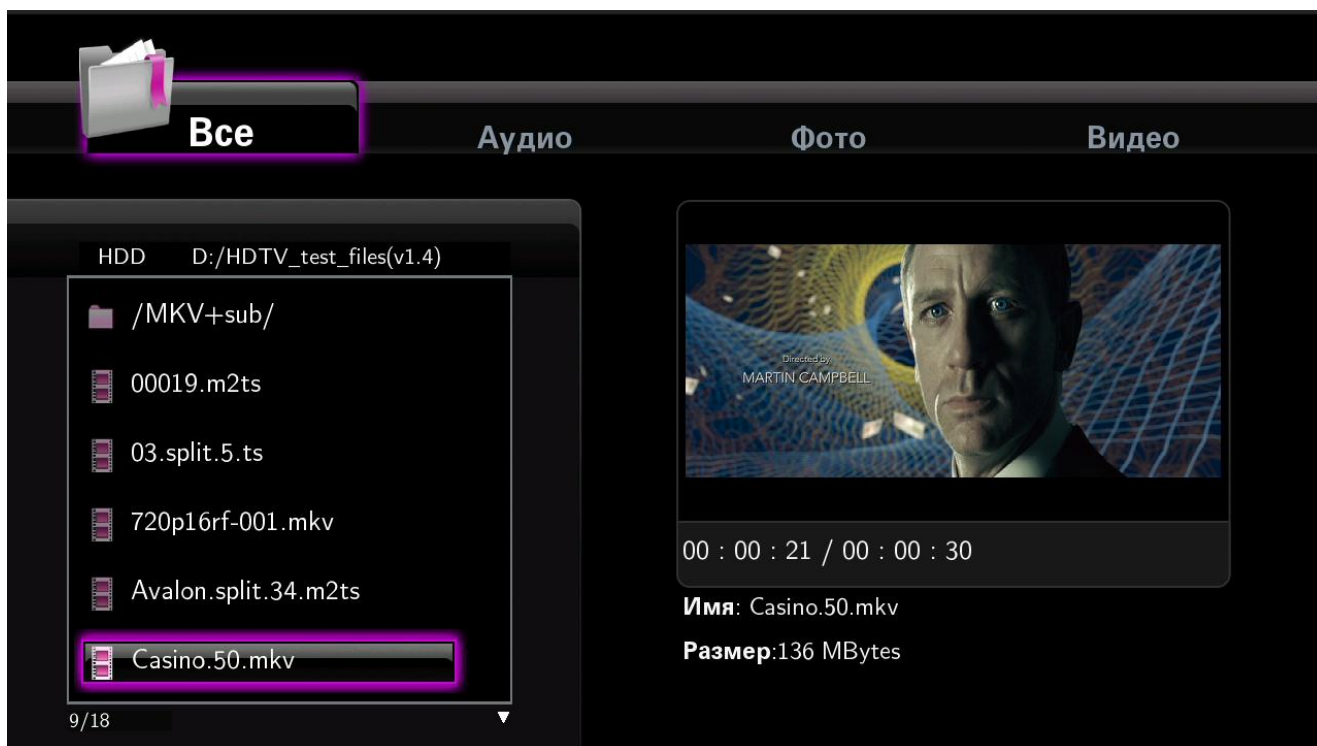 Все
Аудио
Фото
Видео
HDD D:/HDTV_test_files(v1.4)
/MKV+sub/
00019.m2ts
03.split.5.ts
720p16rf-001.mkv
Avalon.split.34.m2ts
Casino.50.mkv
9/18
Directed by
MARTIN CAMPBELL
00 : 00 : 21 / 00 : 00 : 30
Имя: Casino.50.mkv
Размер:136 MBytes